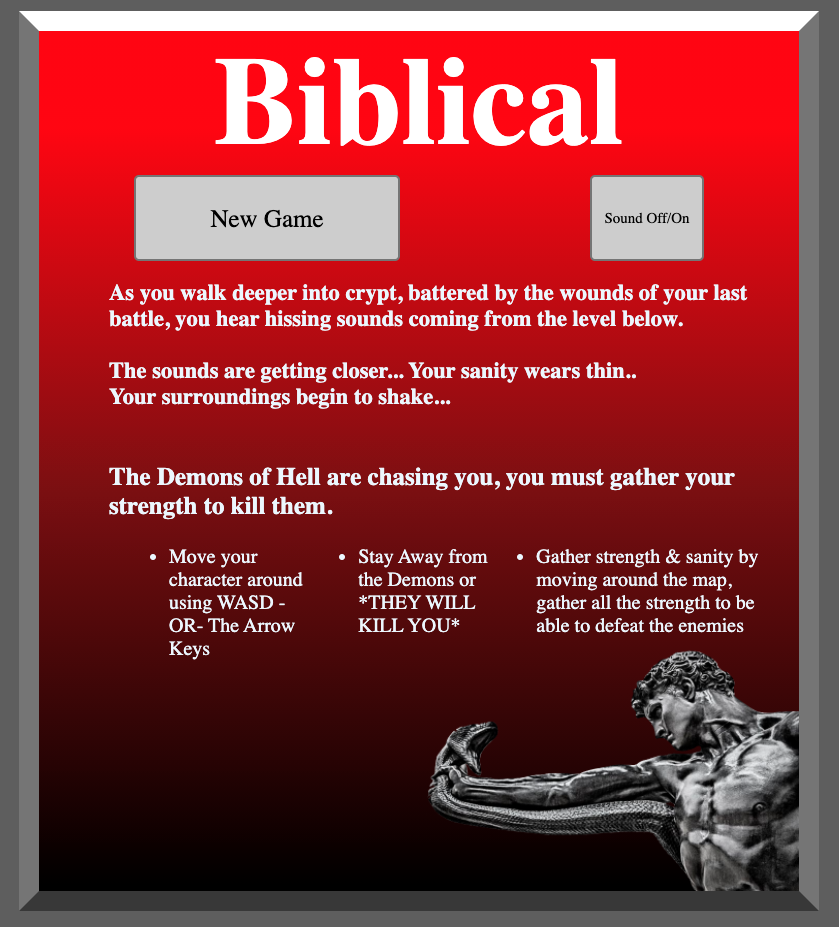 Biblical
New Game
Sound Off/On
As you walk deeper into crypt, battered by the wounds of your last
battle, you hear hissing sounds coming from the level below.
The sounds are getting closer... Your sanity wears thin..
Your surroundings begin to shake...
The Demons of Hell are chasing you, you must gather your
strength to kill them.
• Move your
character around
using WASD -
OR- The Arrow
Keys
• Stay Away from
the Demons or
*THEY WILL
KILL YOU*
• Gather strength & sanity by
moving around the map,
gather all the strength to be
able to defeat the enemies